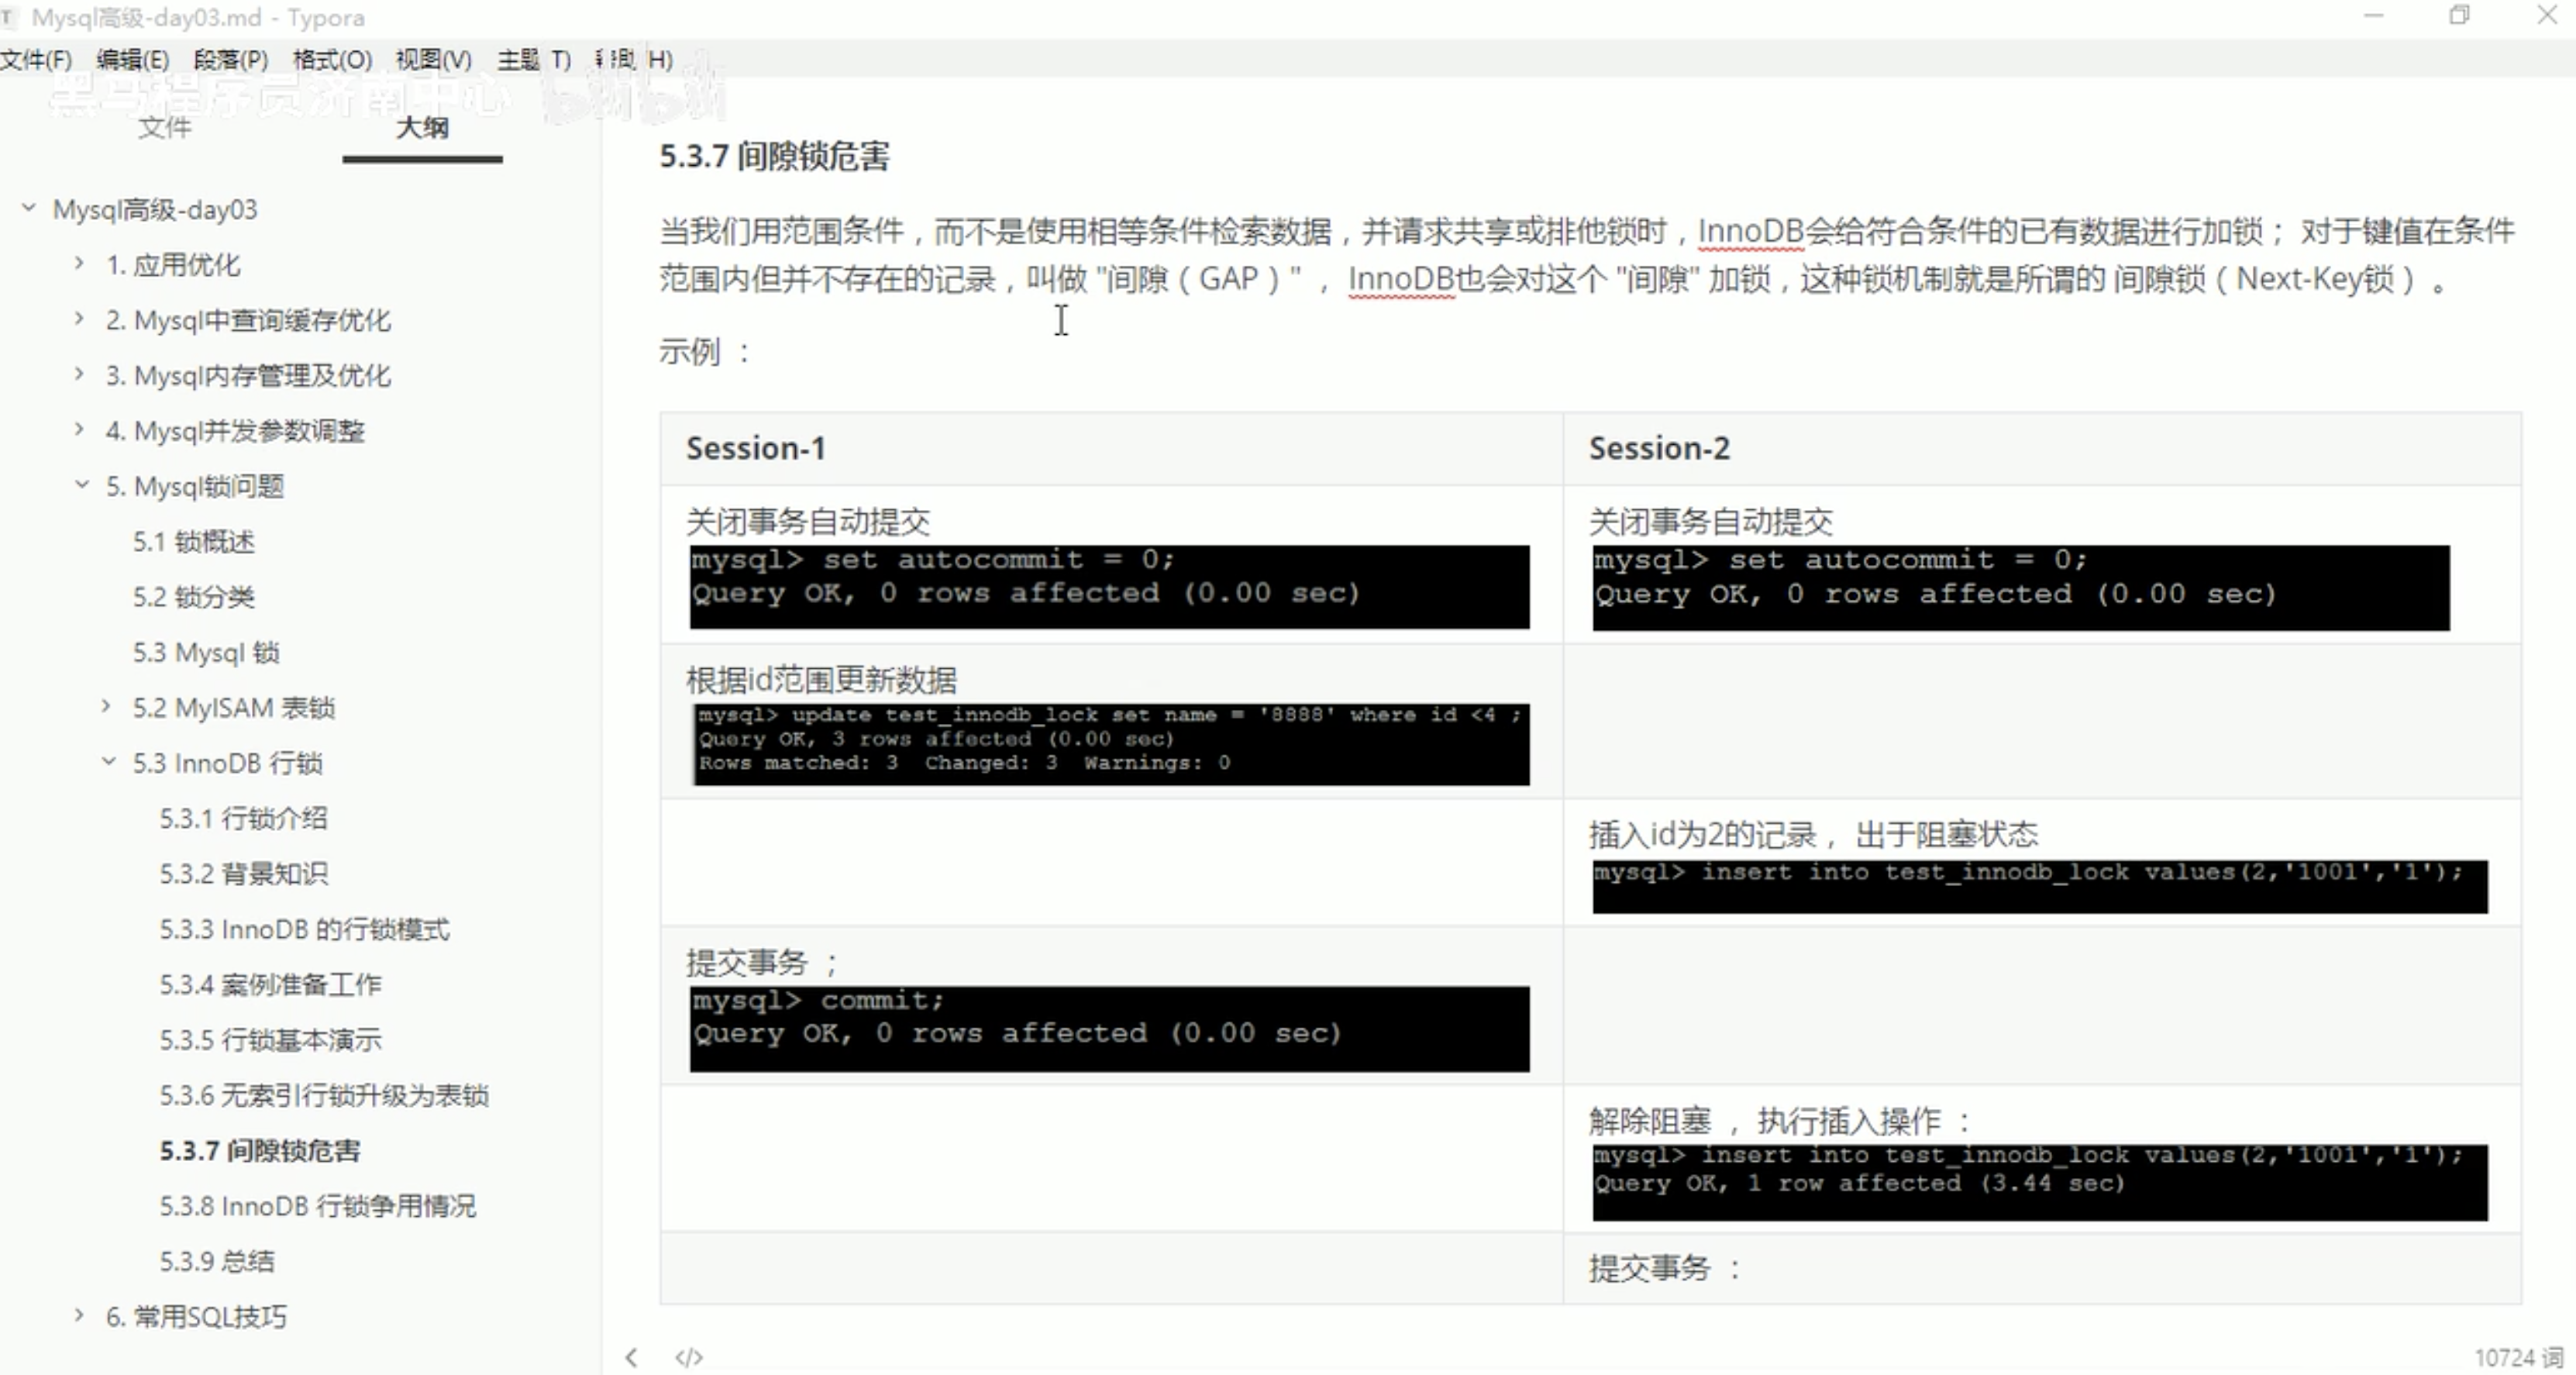 Mysql高级-day03.md - Typora
文件(F) 编辑(E) 段落(P) 格式(O) 视图(V) 主题 T) 帮助 H)
黑马程序员济南中心 bilibili
文件 大纲
Mysql高级-day03
1. 应用优化
2. Mysql中查询缓存优化
3. Mysql内存管理及优化
4. Mysql并发参数调整
5. Mysql锁问题
5.1 锁概述
5.2 锁分类
5.3 Mysql 锁
5.2 MyISAM 表锁
5.3 InnoDB 行锁
5.3.1 行锁介绍
5.3.2 背景知识
5.3.3 InnoDB 的行锁模式
5.3.4 案例准备工作
5.3.5 行锁基本演示
5.3.6 无索引行锁升级为表锁
5.3.7 间隙锁危害
5.3.8 InnoDB 行锁争用情况
5.3.9 总结
6. 常用SQL技巧
5.3.7 间隙锁危害
当我们用范围条件，而不是使用相等条件检索数据，并请求共享或排他锁时，InnoDB会给符合条件的已有数据进行加锁； 对于键值在条件
范围内但并不存在的记录，叫做 "间隙（GAP）" ， InnoDB也会对这个 "间隙" 加锁，这种锁机制就是所谓的 间隙锁（Next-Key锁） 。
示例 ：
Session-1 Session-2
关闭事务自动提交
mysql> set autocommit = 0;
Query OK, 0 rows affected (0.00 sec)
关闭事务自动提交
mysql> set autocommit = 0;
Query OK, 0 rows affected (0.00 sec)
根据id范围更新数据
mysql> update test_innodb_lock set name = '8888' where id <4 ;
Query OK, 3 rows affected (0.00 sec)
Rows matched: 3  Changed: 3  Warnings: 0
插入id为2的记录， 出于阻塞状态
mysql> insert into test_innodb_lock values(2,'1001','1');
提交事务 ；
mysql> commit;
Query OK, 0 rows affected (0.00 sec)
解除阻塞 ，执行插入操作 ：
mysql> insert into test_innodb_lock values(2,'1001','1');
Query OK, 1 row affected (3.44 sec)
提交事务 ：
10724 词